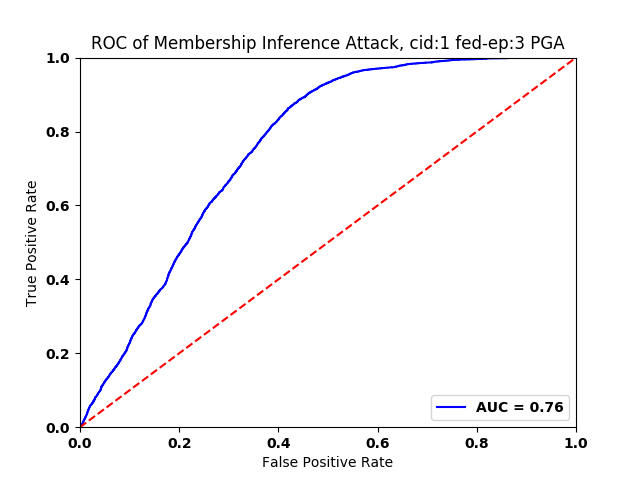 ROC of Membership Inference Attack, cid:1 fed-ep:3 PGA
1.0
0.8
0.6
0.4
0.2
0.0
True Positive Rate
AUC = 0.76
0.0 0.2 0.4 0.6 0.8 1.0
False Positive Rate